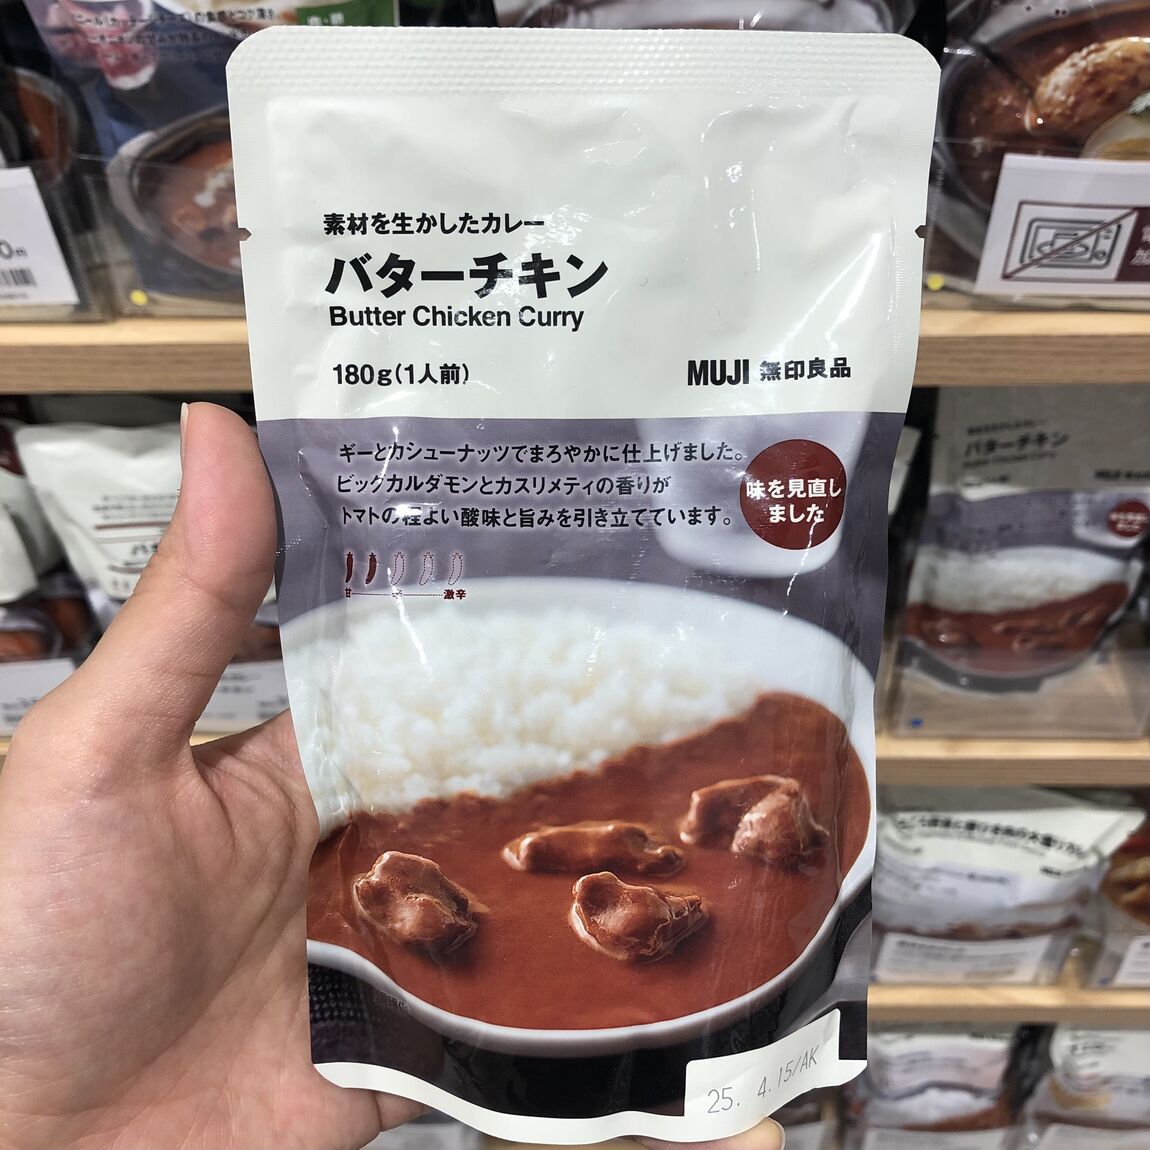 素材を生かしたカレー
バターチキン
Butter Chicken Curry
180g(1人前)
MUJI 無印良品
ギーとカシューナッツでまろやかに仕上げました。
ビッグカルダモンとカスリメティの香りが
トマトの程よい酸味と旨みを引き立てています。
味を見直し
ました
甘 辛 激辛
25. 4. 15/AK
バターチキン